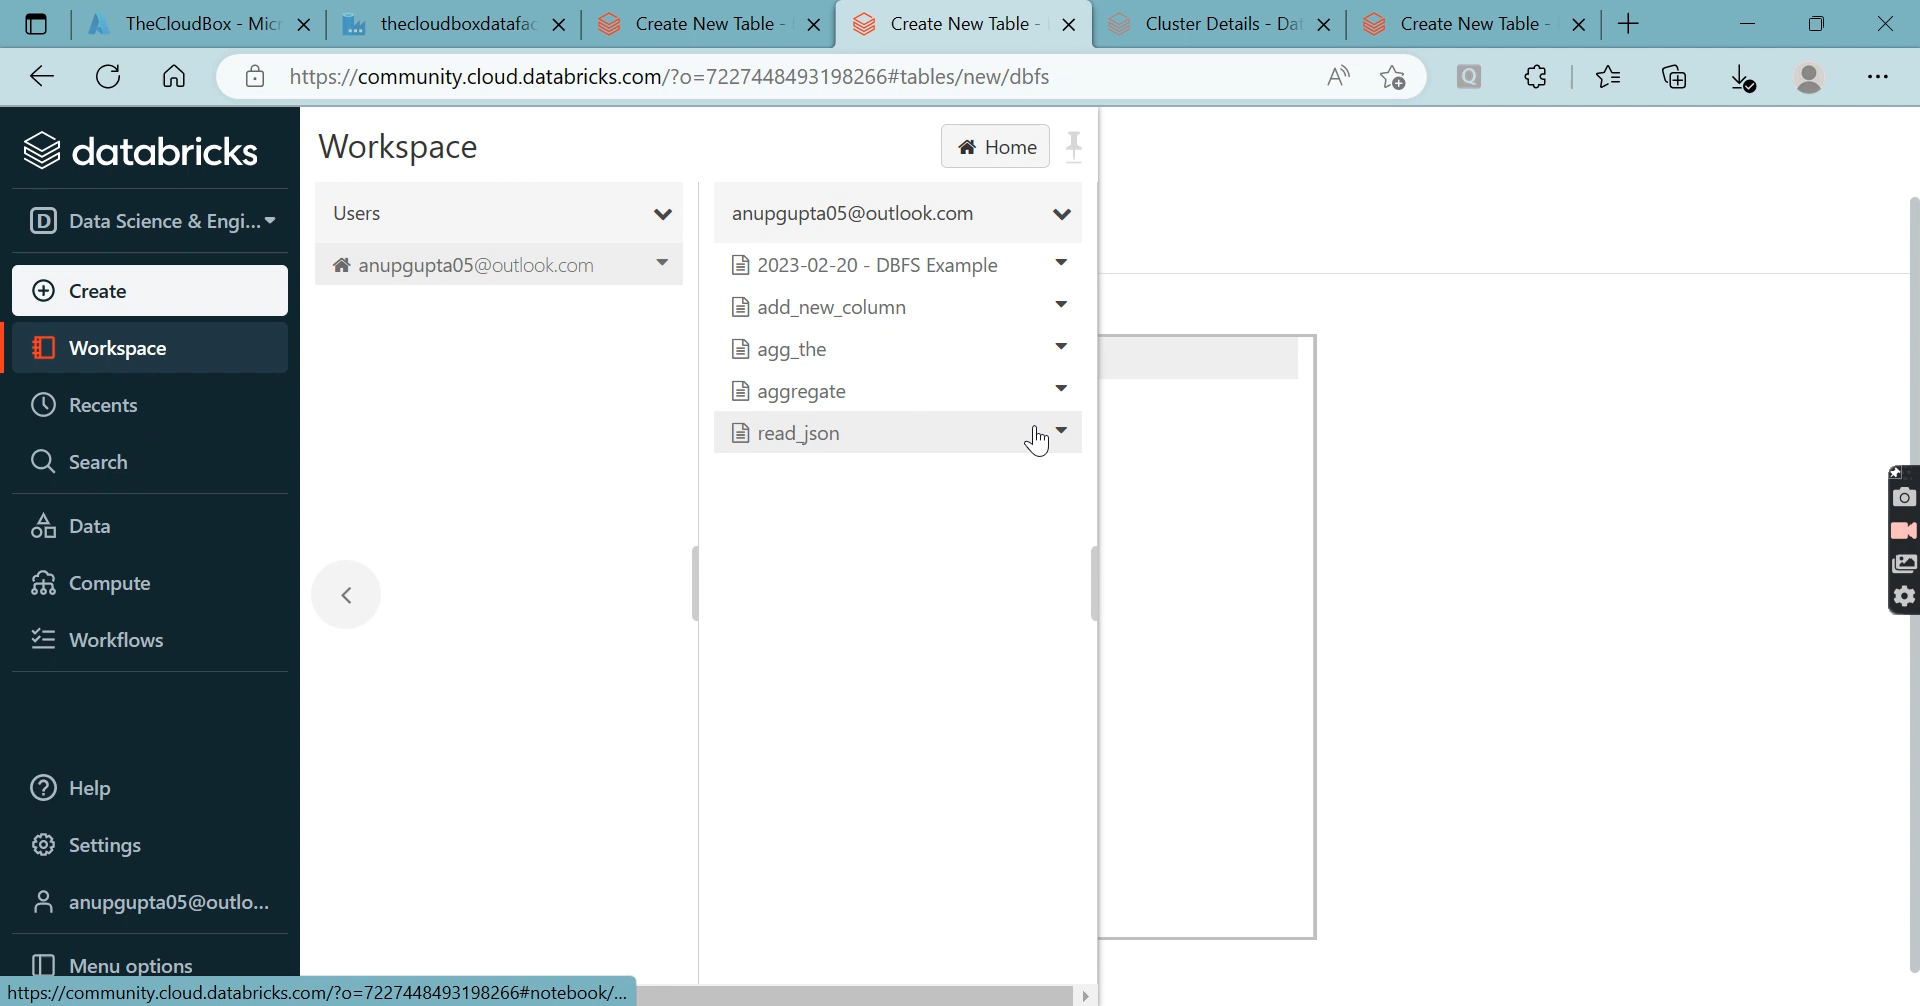 TheCloudBox - Micr
thecloudboxdatafac
Create New Table -
Create New Table -
Cluster Details - Dat
Create New Table -
https://community.cloud.databricks.com/?o=7227448493198266#tables/new/dbfs
databricks
Data Science & Engi...
Create
Workspace
Recents
Search
Data
Compute
Workflows
Help
Settings
anupgupta05@outlo...
Menu options
Workspace
Home
Users
anupgupta05@outlook.com
anupgupta05@outlook.com
2023-02-20 - DBFS Example
add_new_column
agg_the
aggregate
read_json
https://community.cloud.databricks.com/?o=7227448493198266#notebook/...